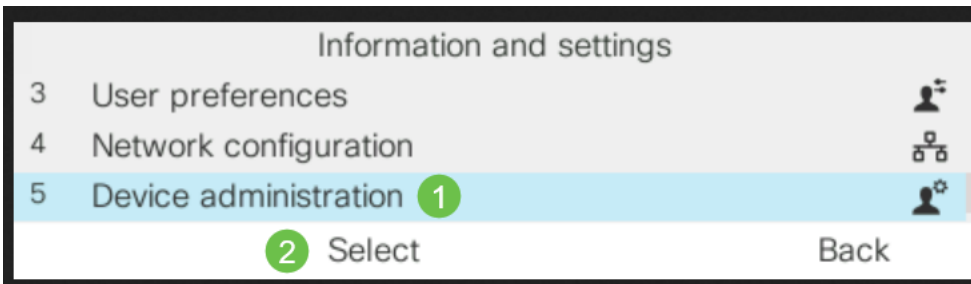 Information and settings
3 User preferences
4 Network configuration
5 Device administration 1
2 Select Back